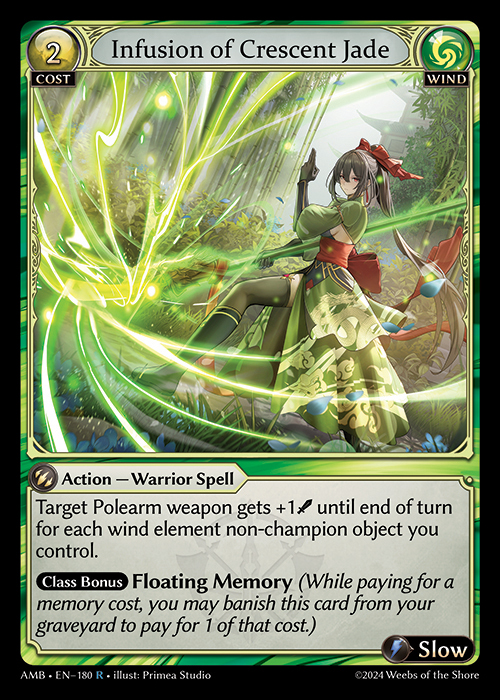 2
Infusion of Crescent Jade
COST
WIND
Action — Warrior Spell
Target Polearm weapon gets +1 until end of turn
for each wind element non-champion object you
control.
Class Bonus Floating Memory (While paying for a
memory cost, you may banish this card from your
graveyard to pay for 1 of that cost.)
Slow
AMB • EN–180 R • illust: Primea Studio
©2024 Weebs of the Shore